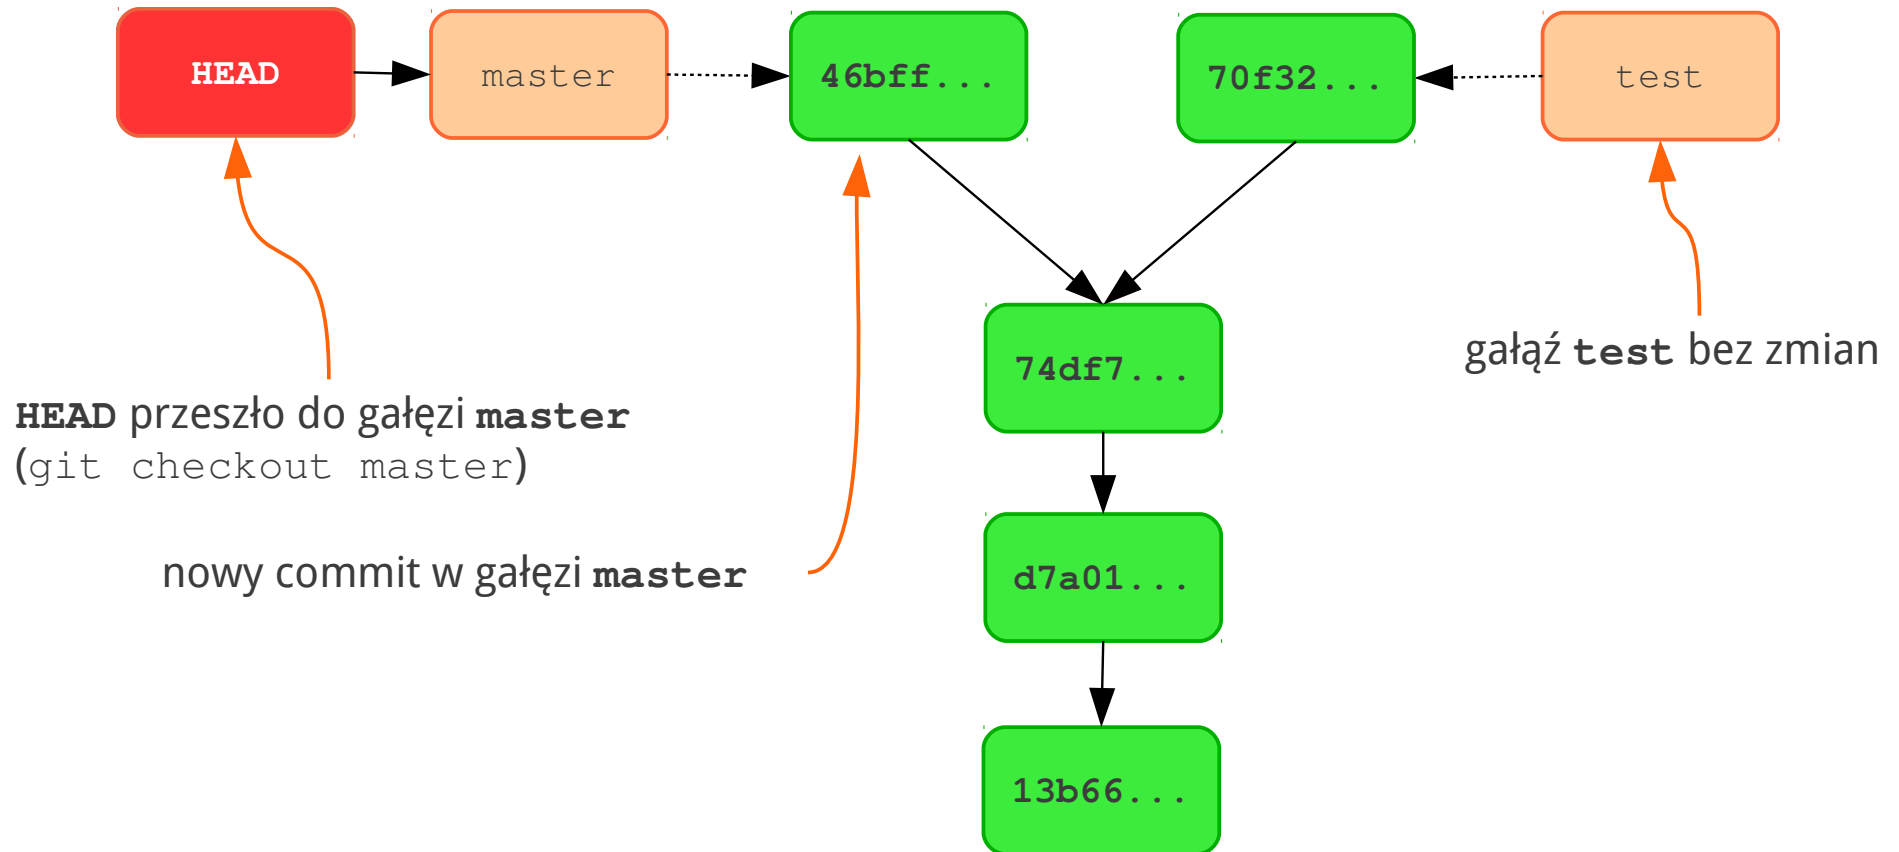 HEAD
master
46bff...
70f32...
test
74df7...
gałąź test bez zmian
HEAD przeszło do gałęzi master
(git checkout master)
nowy commit w gałęzi master
d7a01...
13b66...